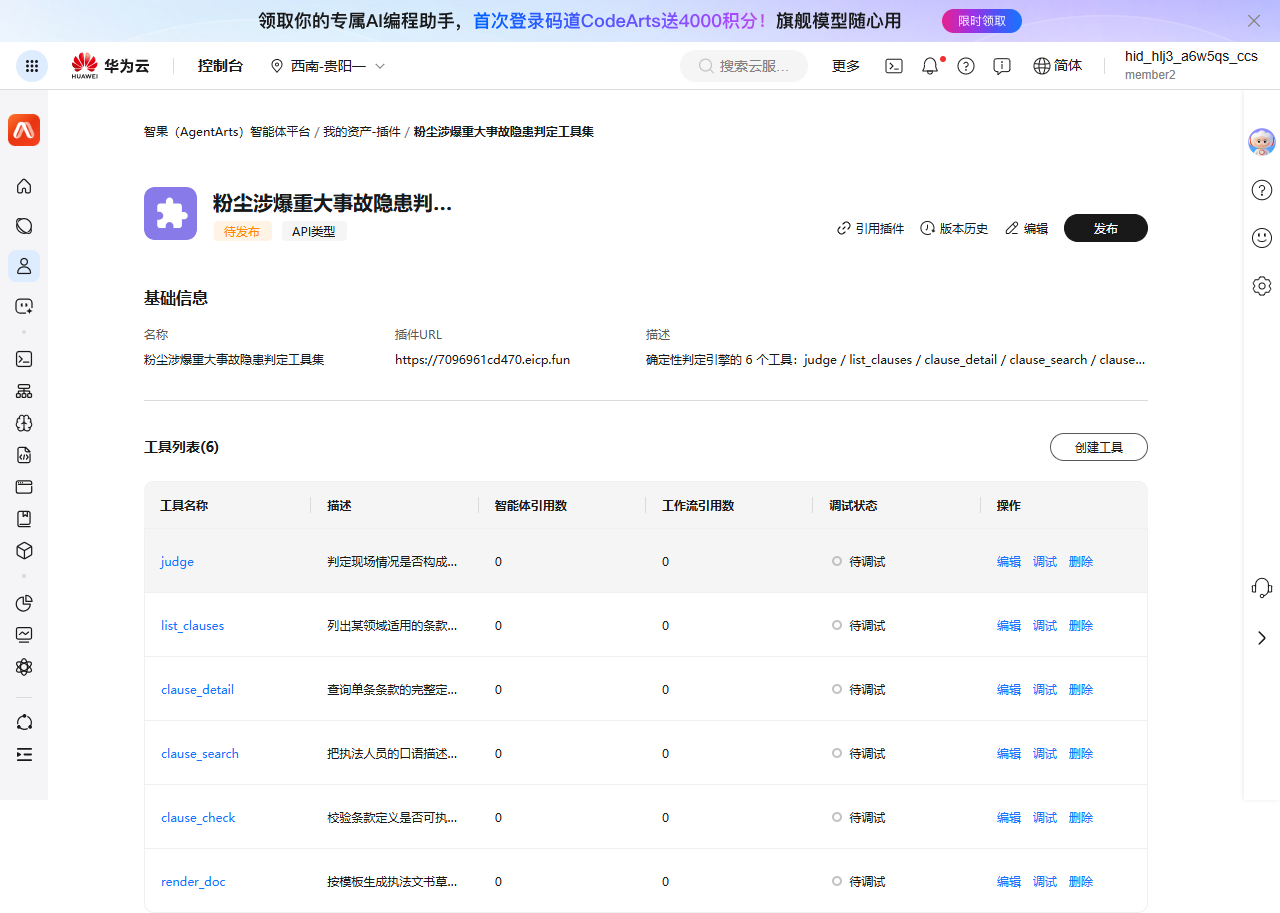 领取你的专属AI编程助手，首次登录码道CodeArts送4000积分！旗舰模型随心用 限时领取
HUAWEI 华为云 控制台 西南-贵阳一 搜索云服... 更多 简体 hid_hlj3_a6w5qs_ccs
member2
智果（AgentArts）智能体平台 / 我的资产-插件 / 粉尘涉爆重大事故隐患判定工具集
粉尘涉爆重大事故隐患判...
待发布 API类型
引用插件 版本历史 编辑 发布
基础信息
名称 插件URL 描述
粉尘涉爆重大事故隐患判定工具集 https://7096961cd470.eicp.fun 确定性判定引擎的 6 个工具：judge / list_clauses / clause_detail / clause_search / clause...
工具列表(6) 创建工具
工具名称 描述 智能体引用数 工作流引用数 调试状态 操作
judge 判定现场情况是否构成... 0 0 待调试 编辑 调试 删除
list_clauses 列出某领域适用的条款... 0 0 待调试 编辑 调试 删除
clause_detail 查询单条条款的完整定... 0 0 待调试 编辑 调试 删除
clause_search 把执法人员的口语描述... 0 0 待调试 编辑 调试 删除
clause_check 校验条款定义是否可执... 0 0 待调试 编辑 调试 删除
render_doc 按模板生成执法文书草... 0 0 待调试 编辑 调试 删除